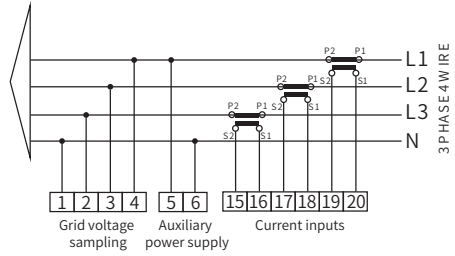 P2 P1
L1
S2 S1
P2 P1
L2
S2 S1
P2 P1
L3
S2 S1
N
3 PHASE 4 WIRE
1 2 3 4 5 6 15 16 17 18 19 20
Grid voltage sampling
Auxiliary power supply
Current inputs